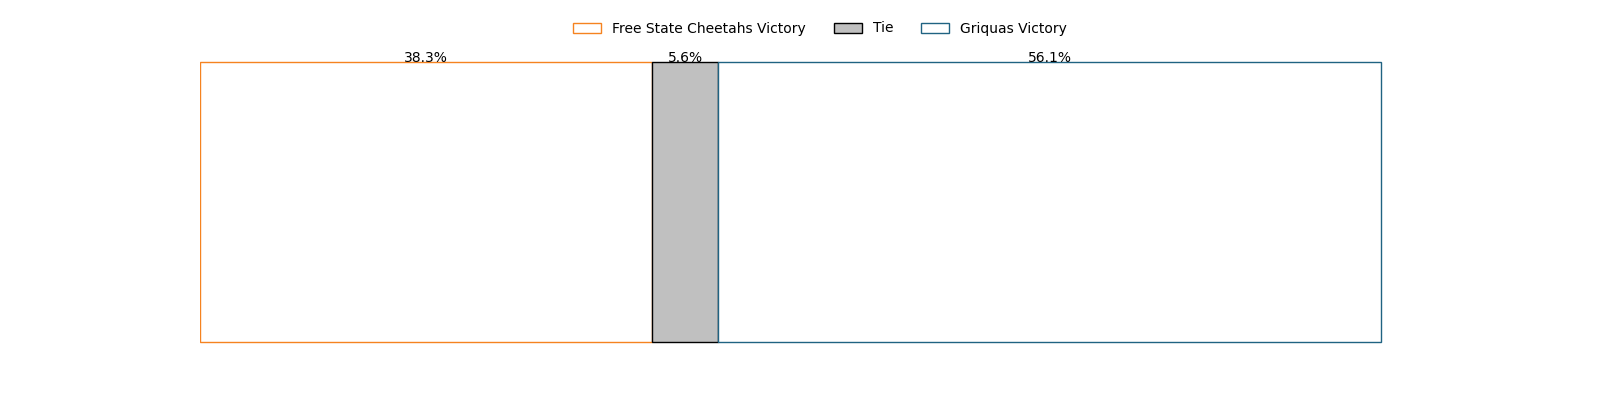 Free State Cheetahs Victory Tie Griquas Victory
38.3% 5.6% 56.1%